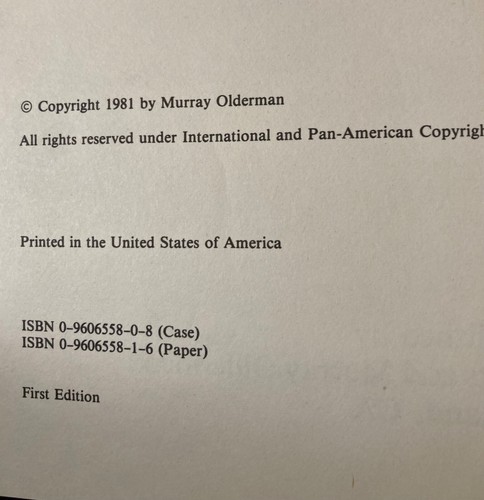 © Copyright 1981 by Murray Olderman
All rights reserved under International and Pan-American
Printed in the United States of America
ISBN 0-9606558-0-8 (Case)
ISBN 0-9606558-1-6 (Paper)
First Edition